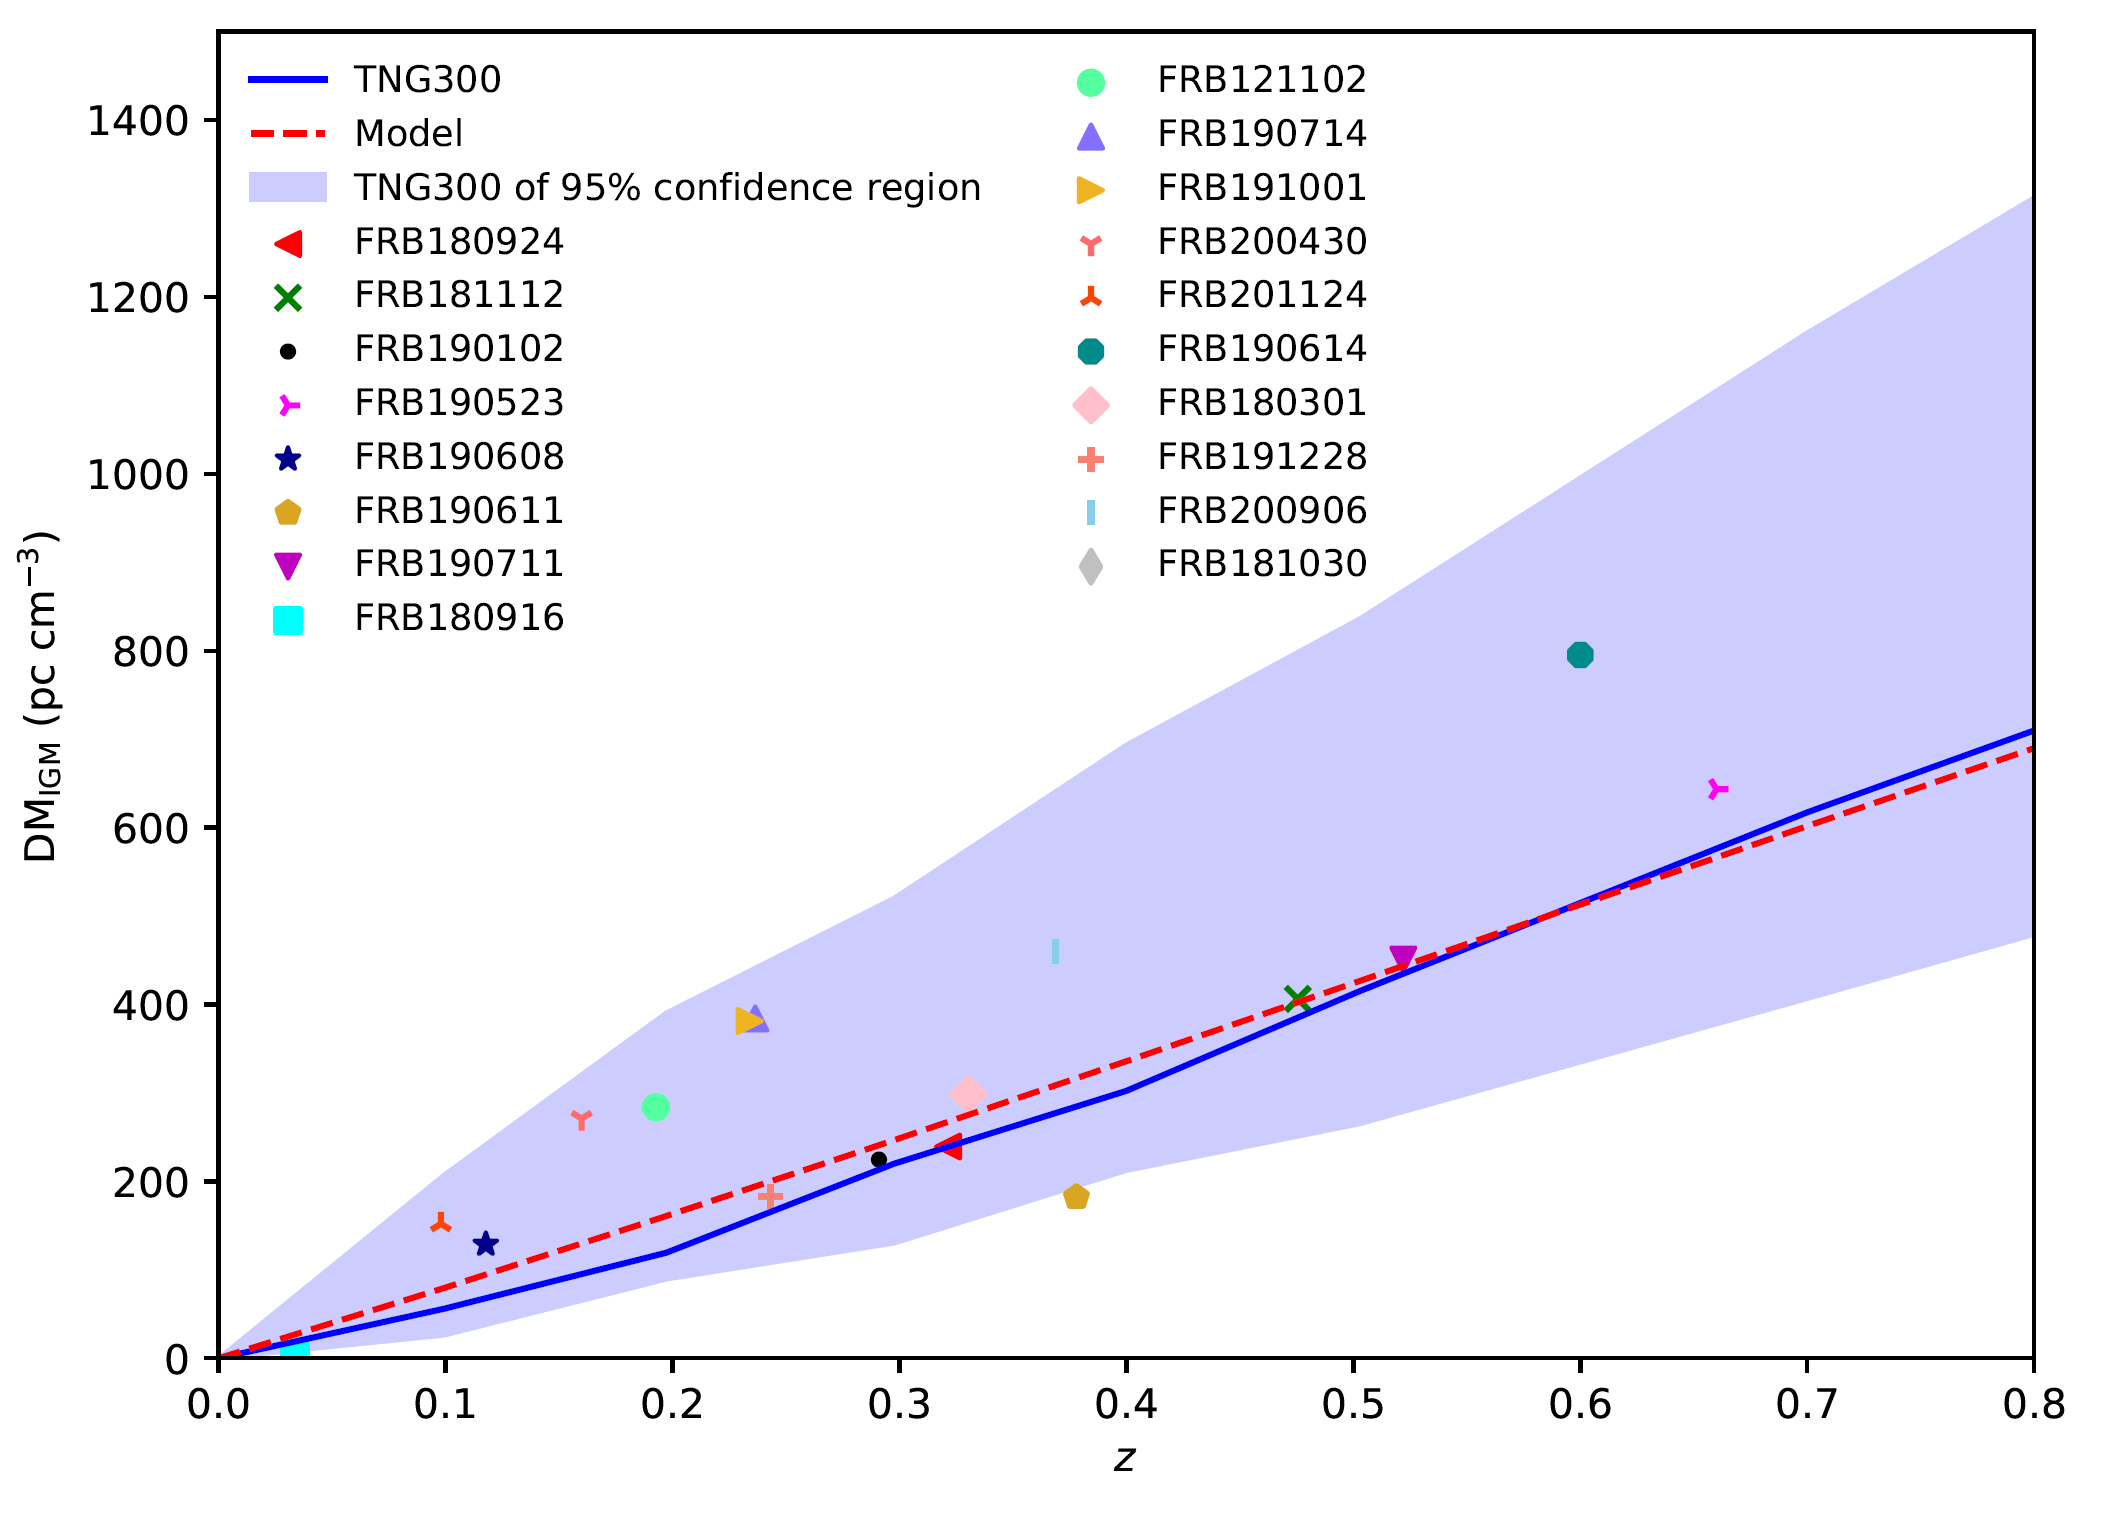 TNG300
Model
TNG300 of 95% confidence region
FRB180924
FRB181112
FRB190102
FRB190523
FRB190608
FRB190611
FRB190711
FRB180916
FRB121102
FRB190714
FRB191001
FRB200430
FRB201124
FRB190614
FRB180301
FRB191228
FRB200906
FRB181030
1400
1200
1000
800
600
400
200
0
DM_IGM (pc cm⁻³)
0.0 0.1 0.2 0.3 0.4 0.5 0.6 0.7 0.8
z